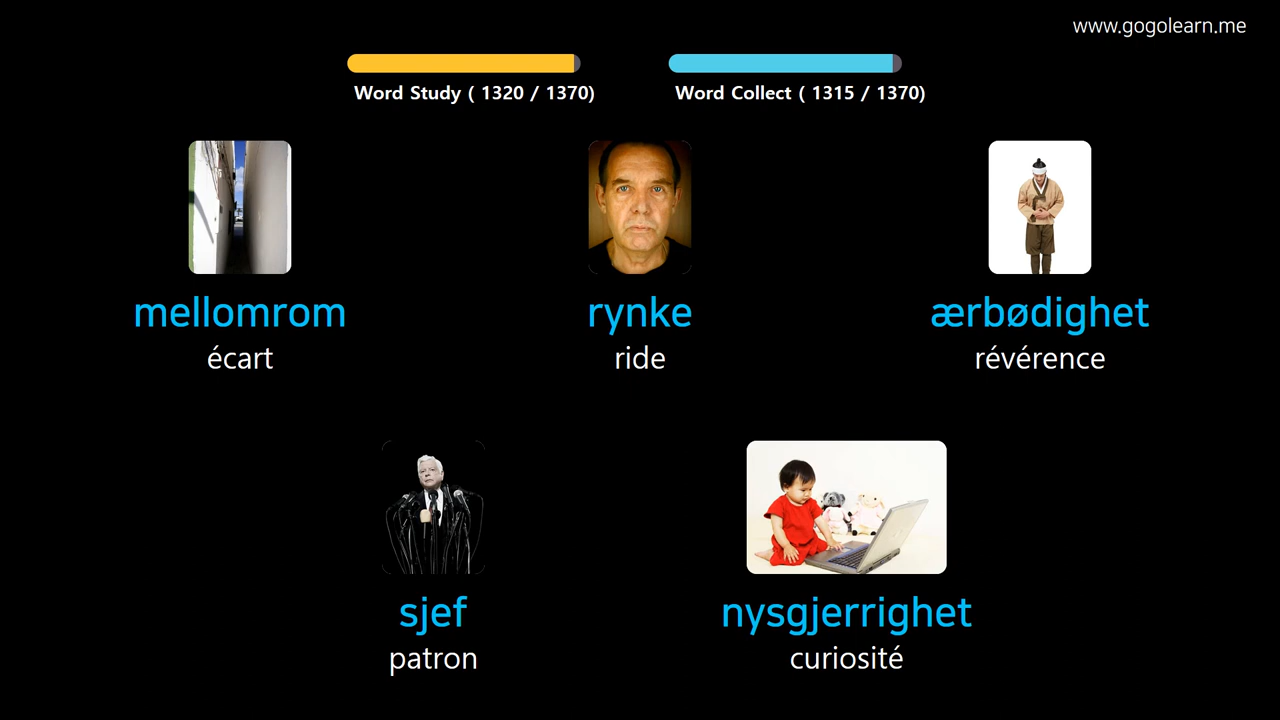 www.gogolearn.me
Word Study ( 1320 / 1370)
Word Collect ( 1315 / 1370)
mellomrom
écart
rynke
ride
ærbødighet
révérence
sjef
patron
nysgjerrighet
curiosité